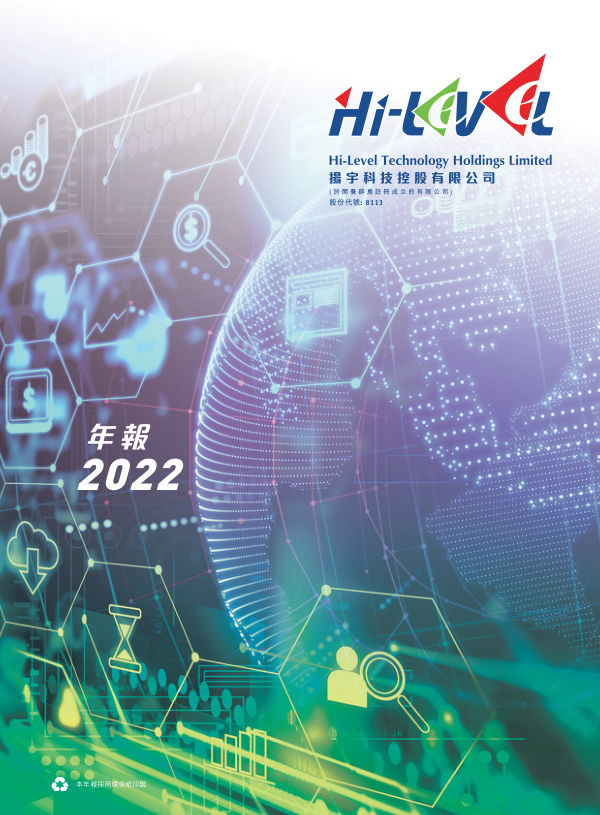 Hi-LEVEL
Hi-Level Technology Holdings Limited
揚宇科技控股有限公司
(於開曼群島註冊成立的有限公司)
股份代號: 8113
年報
2022
本年報採用環保紙印製